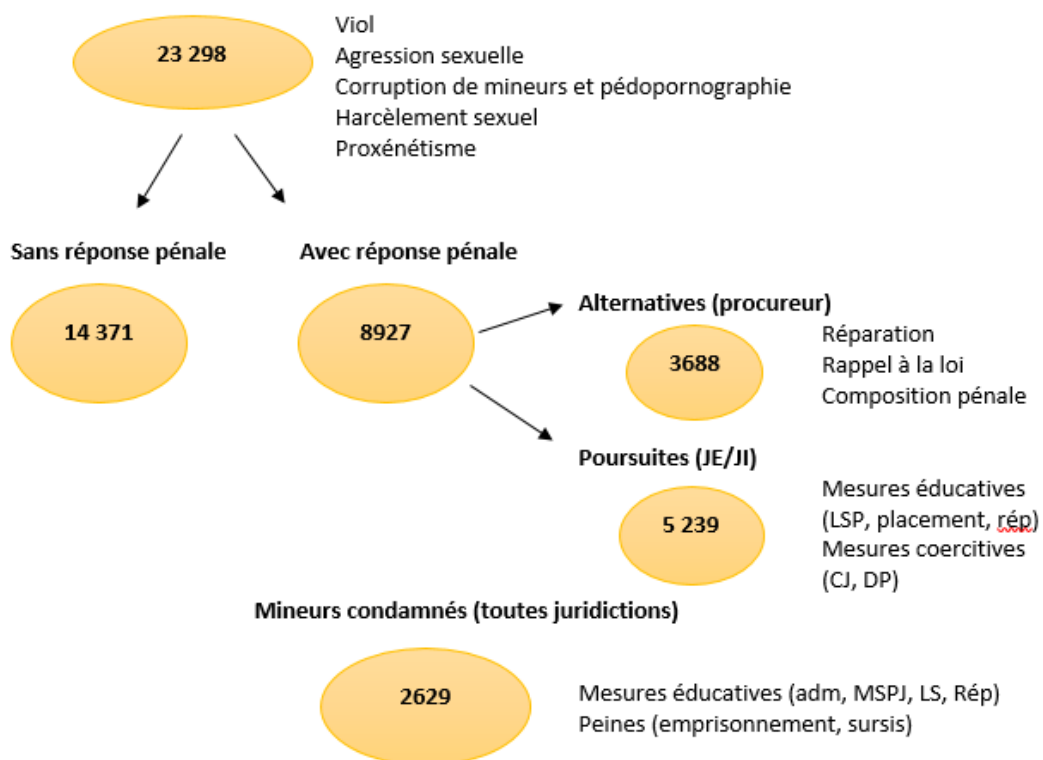 23 298
Viol
Agression sexuelle
Corruption de mineurs et pédopornographie
Harcèlement sexuel
Proxénétisme
Sans réponse pénale
Avec réponse pénale
14 371
8927
Alternatives (procureur)
3688
Réparation
Rappel à la loi
Composition pénale
Poursuites (JE/JI)
5 239
Mesures éducatives
(LSP, placement, rép)
Mesures coercitives
(CJ, DP)
Mineurs condamnés (toutes juridictions)
2629
Mesures éducatives (adm, MSPJ, LS, Rép)
Peines (emprisonnement, sursis)